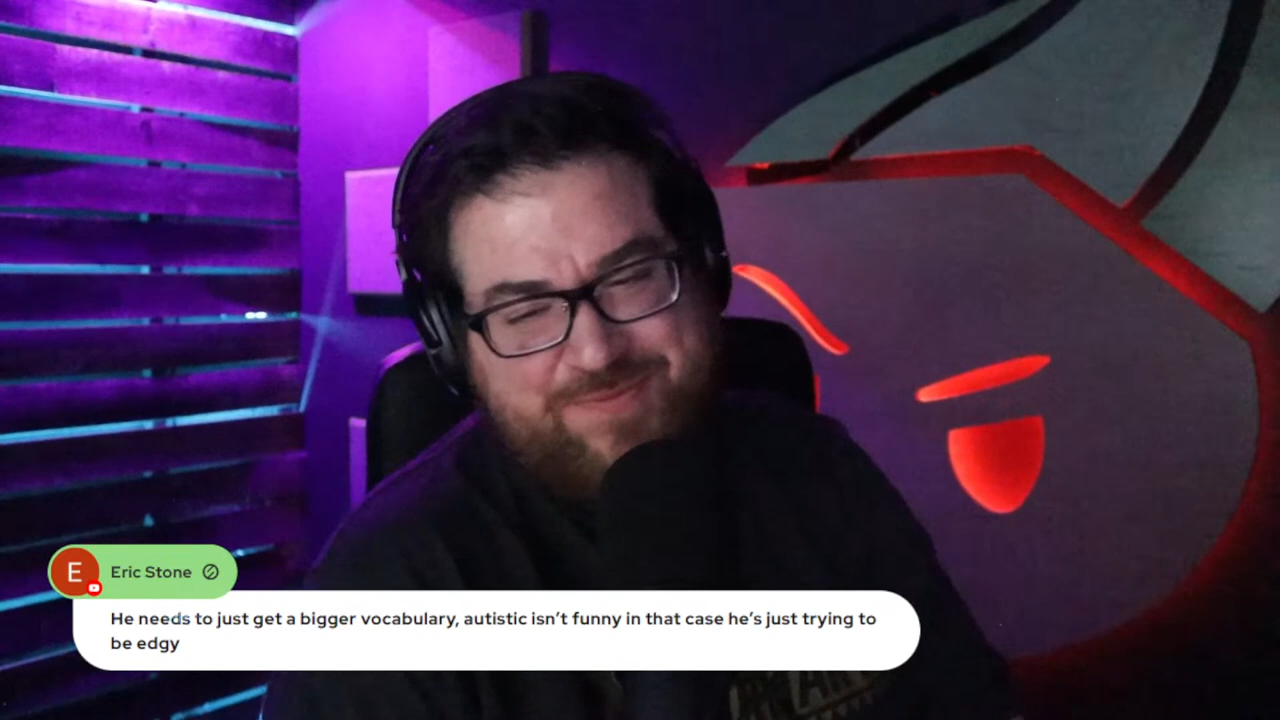 E
Eric Stone
He needs to just get a bigger vocabulary, autistic isn’t funny in that case he’s just trying to
be edgy